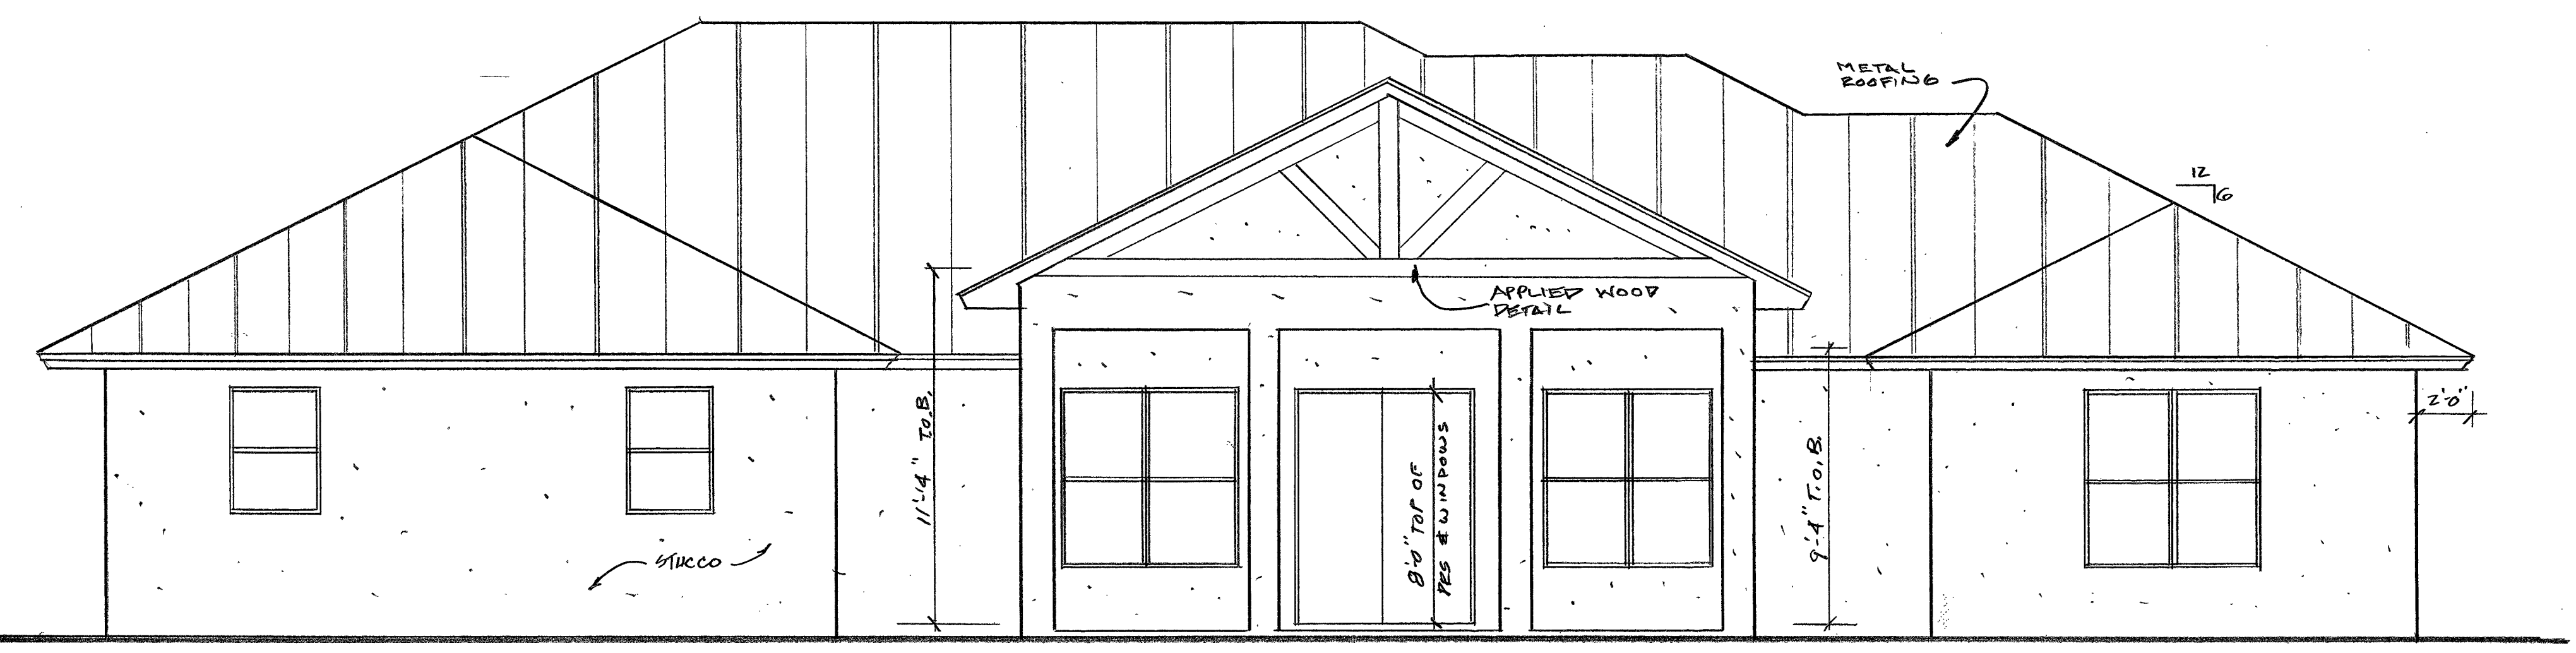 METAL
ROOFING
12
6
APPLIED WOOD
DETAIL
2'-0"
11'-4" T.O.B.
8'-0" TOP OF
DRS & WINDOWS
9'-4" T.O.B.
STUCCO